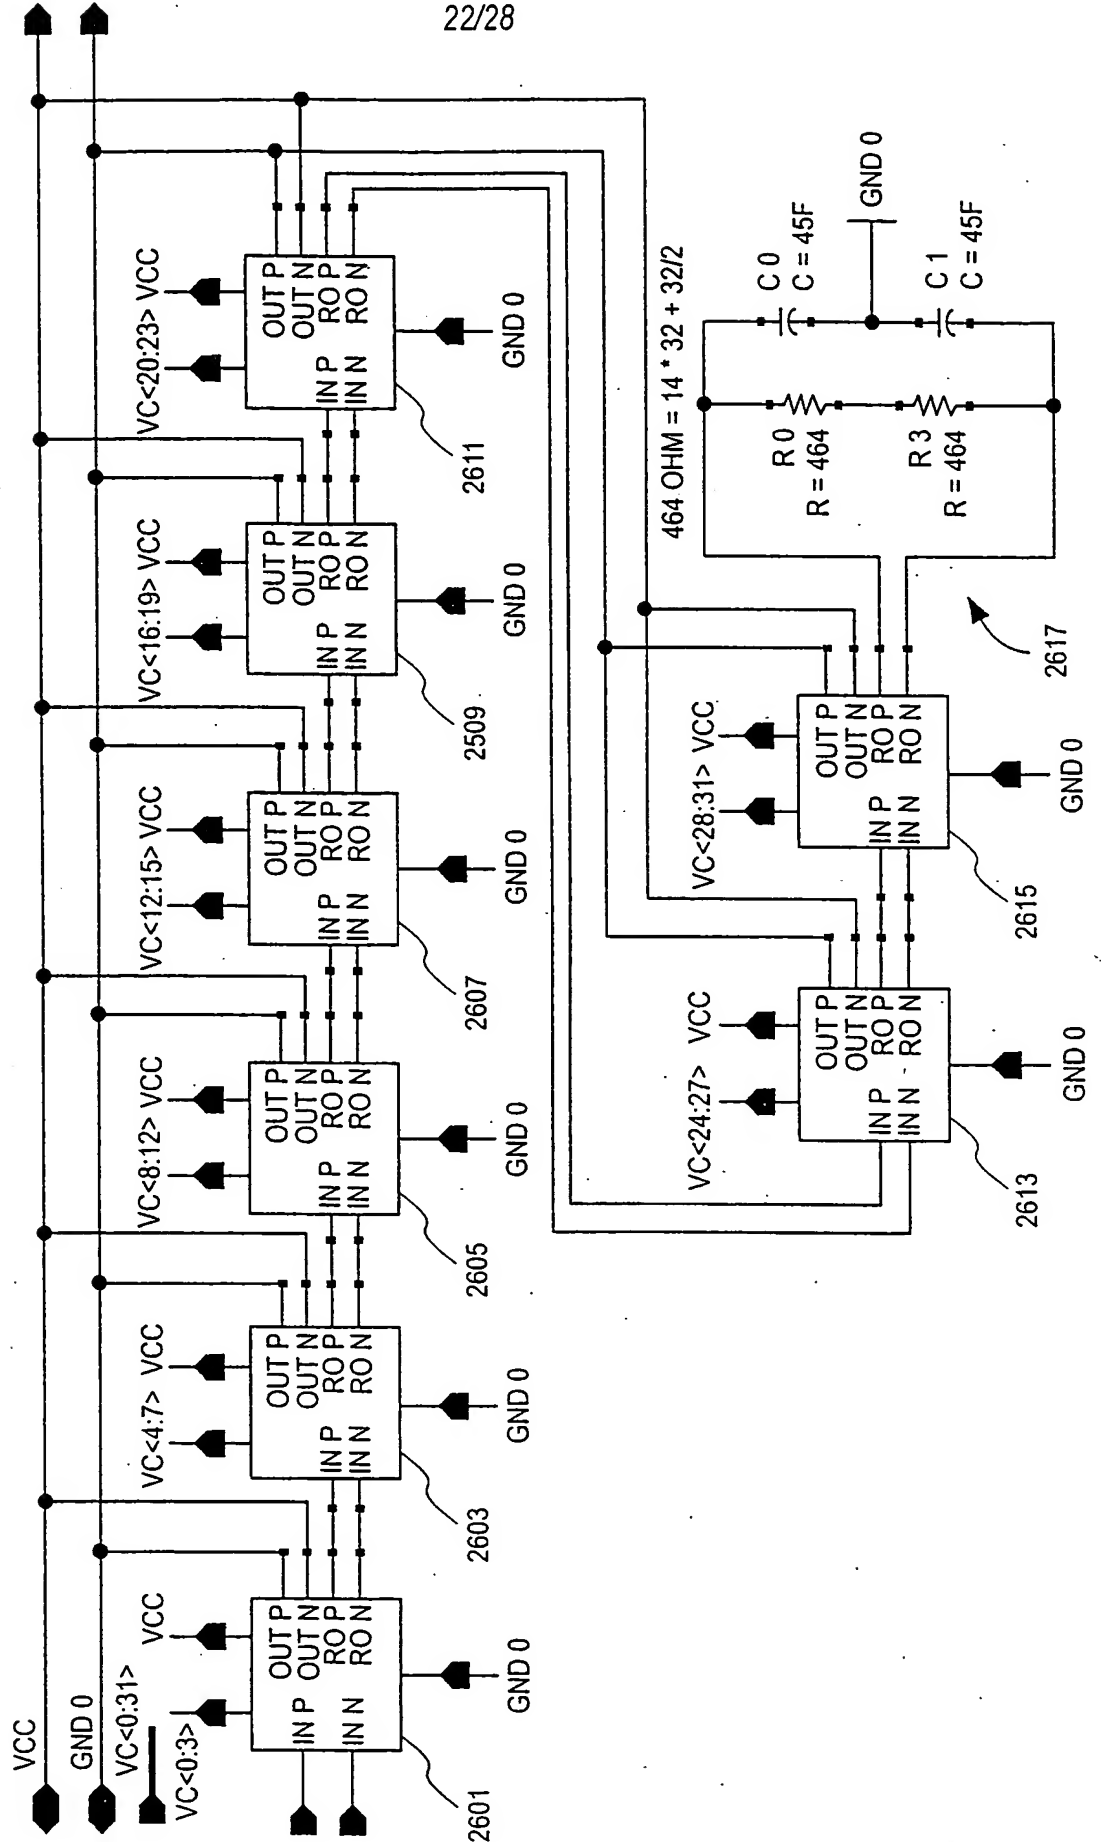 22/28
VCC
GND 0
VC<0:31>
VC<0:3>
VCC
OUT P
OUT N
RO P
RO N
IN P
IN N
GND 0
2601
VC<4:7>
VCC
OUT P
OUT N
RO P
RO N
IN P
IN N
GND 0
2603
VC<8:12>
VCC
OUT P
OUT N
RO P
RO N
IN P
IN N
GND 0
2605
VC<12:15>
VCC
OUT P
OUT N
RO P
RO N
IN P
IN N
GND 0
2607
VC<16:19>
VCC
OUT P
OUT N
RO P
RO N
IN P
IN N
GND 0
2509
VC<20:23>
VCC
OUT P
OUT N
RO P
RO N
IN P
IN N
GND 0
2611
VC<24:27>
VCC
OUT P
OUT N
RO P
RO N
IN P
IN N
GND 0
2613
VC<28:31>
VCC
OUT P
OUT N
RO P
RO N
IN P
IN N
GND 0
2615
464 OHM = 14 * 32 + 32/2
R 0
R = 464
R 3
R = 464
C 0
C = 45F
C 1
C = 45F
GND 0
2617